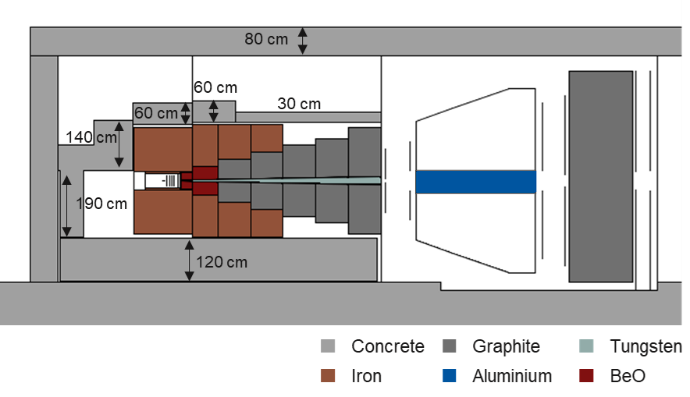 80 cm
60 cm
60 cm
30 cm
140 cm
190 cm
120 cm
Concrete
Graphite
Tungsten
Iron
Aluminium
BeO